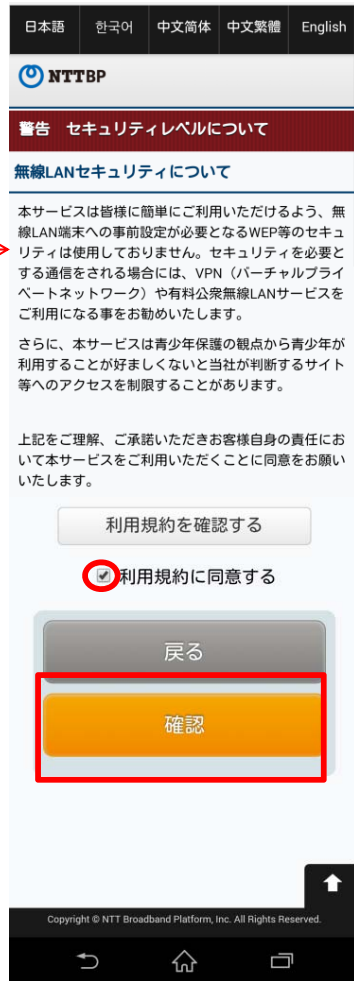 日本語 한국어 中文简体 中文繁體 English
NTTBP
警告 セキュリティレベルについて
無線LANセキュリティについて
本サービスは皆様に簡単にご利用いただけるよう、無
線LAN端末への事前設定が必要となるWEP等のセキュ
リティは使用しておりません。セキュリティを必要と
する通信をされる場合には、VPN（バーチャルプライ
ベートネットワーク）や有料公衆無線LANサービスを
ご利用になる事をお勧めいたします。
さらに、本サービスは青少年保護の観点から青少年が
利用することが好ましくないと当社が判断するサイト
等へのアクセスを制限することがあります。
上記をご理解、ご承諾いただきお客様自身の責任にお
いて本サービスをご利用いただくことに同意をお願い
いたします。
利用規約を確認する
利用規約に同意する
戻る
確認
Copyright © NTT Broadband Platform, Inc. All Rights Reserved.